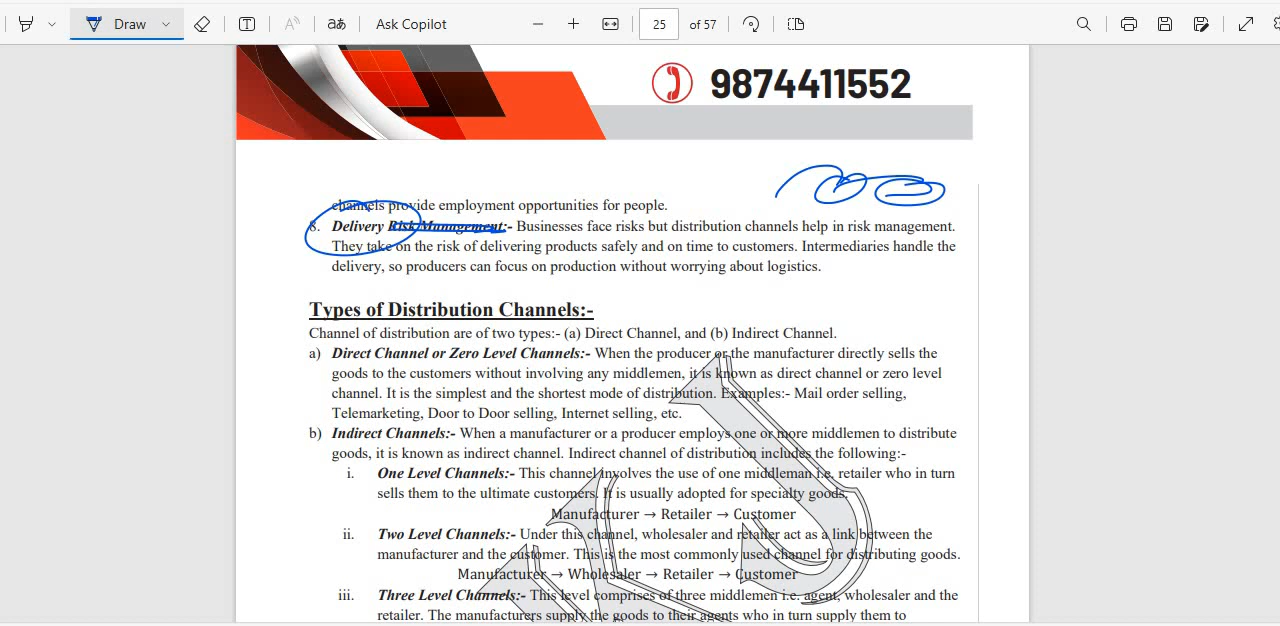 Draw
aあ
Ask Copilot
25 of 57
9874411552
channels provide employment opportunities for people.
8. Delivery Risk Management:- Businesses face risks but distribution channels help in risk management.
They take on the risk of delivering products safely and on time to customers. Intermediaries handle the
delivery, so producers can focus on production without worrying about logistics.
Types of Distribution Channels:-
Channel of distribution are of two types:- (a) Direct Channel, and (b) Indirect Channel.
a) Direct Channel or Zero Level Channels:- When the producer or the manufacturer directly sells the
goods to the customers without involving any middlemen, it is known as direct channel or zero level
channel. It is the simplest and the shortest mode of distribution. Examples:- Mail order selling,
Telemarketing, Door to Door selling, Internet selling, etc.
b) Indirect Channels:- When a manufacturer or a producer employs one or more middlemen to distribute
goods, it is known as indirect channel. Indirect channel of distribution includes the following:-
i. One Level Channels:- This channel involves the use of one middleman i.e. retailer who in turn
sells them to the ultimate customers. It is usually adopted for specialty goods.
Manufacturer → Retailer → Customer
ii. Two Level Channels:- Under this channel, wholesaler and retailer act as a link between the
manufacturer and the customer. This is the most commonly used channel for distributing goods.
Manufacturer → Wholesaler → Retailer → Customer
iii. Three Level Channels:- This level comprises of three middlemen i.e. agent, wholesaler and the
retailer. The manufacturers supply the goods to their agents who in turn supply them to